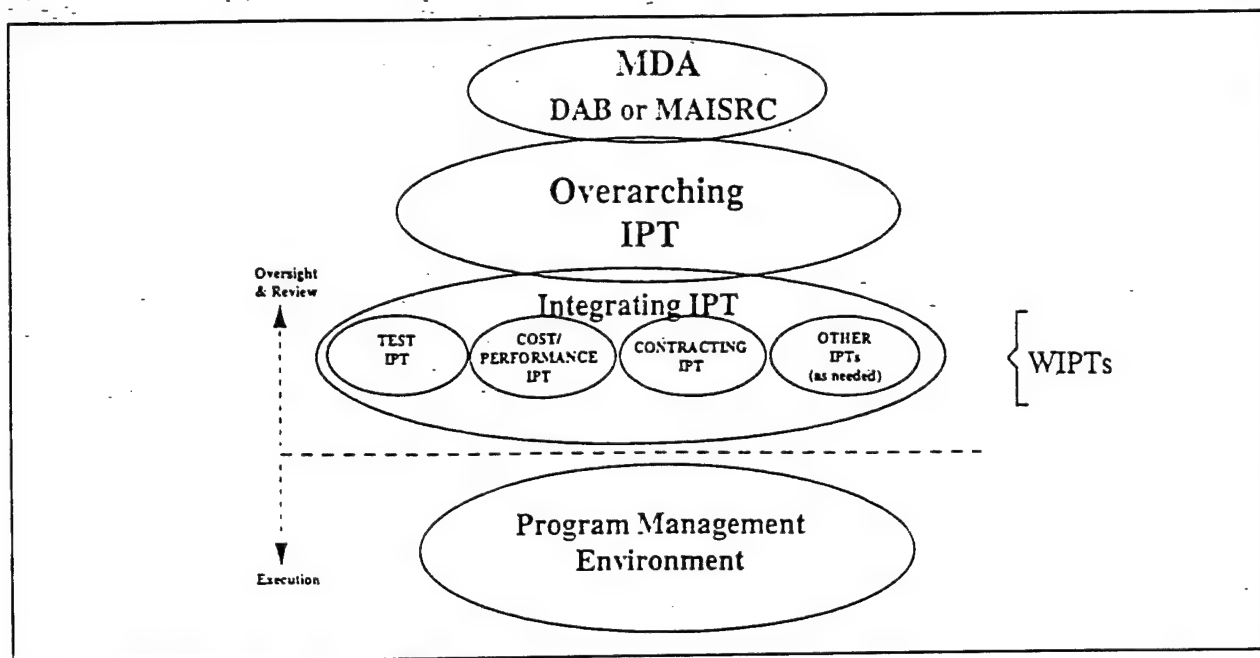 MDA
DAB or MAISRC
Overarching
IPT
Oversight
& Review
Integrating IPT
TEST
IPT
COST/
PERFORMANCE
IPT
CONTRACTING
IPT
OTHER
IPTs
(as needed)
WIPTs
Program Management
Environment
Execution